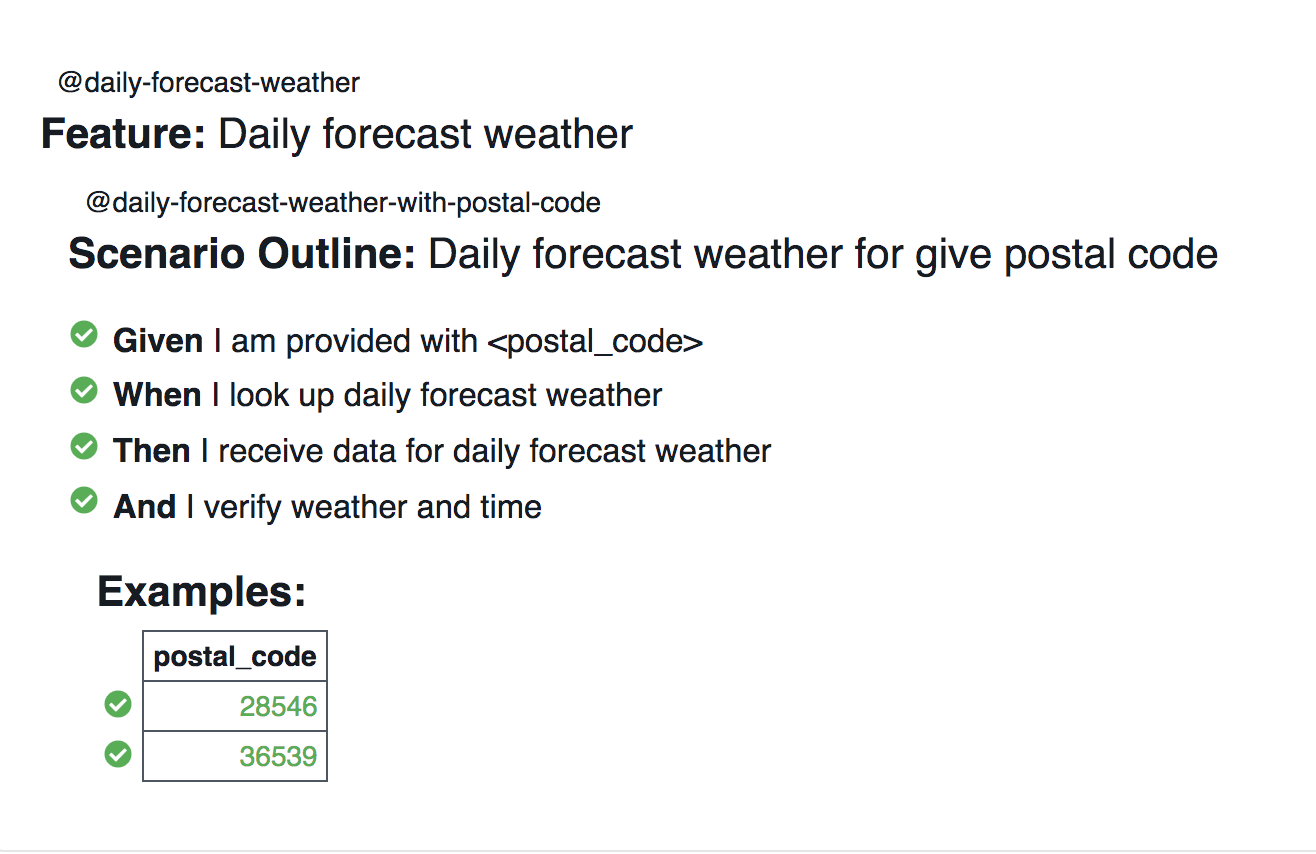 @daily-forecast-weather
Feature: Daily forecast weather
@daily-forecast-weather-with-postal-code
Scenario Outline: Daily forecast weather for give postal code
Given I am provided with <postal_code>
When I look up daily forecast weather
Then I receive data for daily forecast weather
And I verify weather and time
Examples:
postal_code
28546
36539